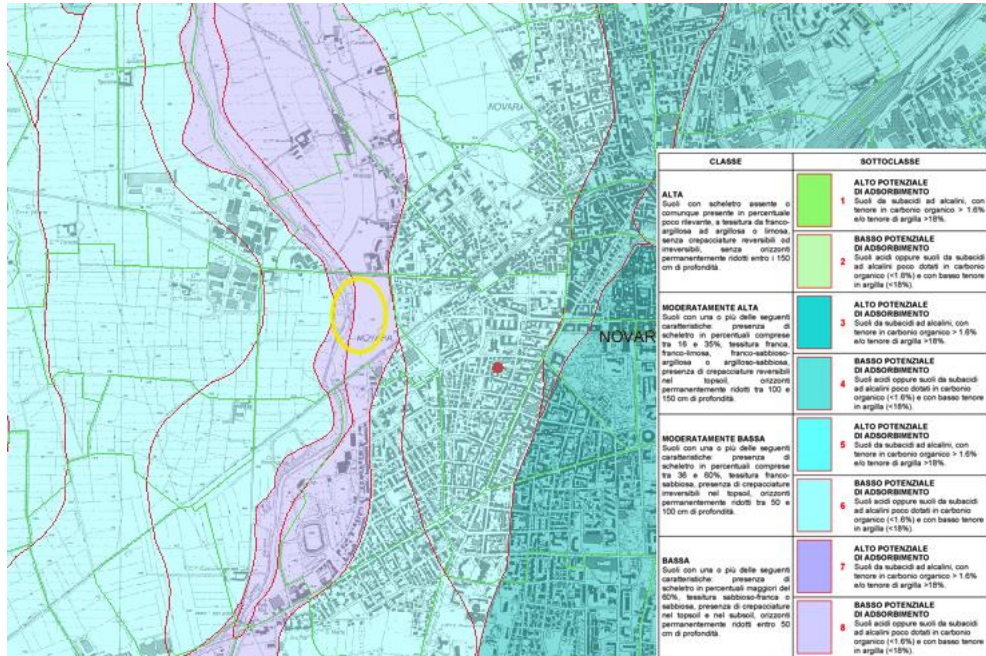 NOVARA
NOVARA
NOVAR
CLASSE
SOTTOCLASSE
ALTA
Suoli con scheletro assente o
comunque presente in percentuale
poco rilevante, a tessitura da franco-
argillosa ad argillosa o limosa,
senza crepacciature reversibili od
irreversibili, senza orizzonti
permanentemente ridotti entro i 150
cm di profondità.
1
ALTO POTENZIALE
DI ADSORBIMENTO
Suoli da subacidi ad alcalini, con
tenore in carbonio organico > 1.6%
e/o tenore di argilla >18%.
2
BASSO POTENZIALE
DI ADSORBIMENTO
Suoli acidi oppure suoli da subacidi
ad alcalini poco dotati in carbonio
organico (<1.6%) e con basso tenore
in argilla (<18%).
MODERATAMENTE ALTA
Suoli con una o più delle seguenti
caratteristiche: presenza di
scheletro in percentuali comprese
tra 16 e 35%, tessitura franca,
franco-limosa, franco-sabbioso-
argillosa o argilloso-sabbiosa,
presenza di crepacciature reversibili
nel topsoil, orizzonti
permanentemente ridotti tra 100 e
150 cm di profondità.
3
ALTO POTENZIALE
DI ADSORBIMENTO
Suoli da subacidi ad alcalini, con
tenore in carbonio organico > 1.6%
e/o tenore di argilla >18%.
4
BASSO POTENZIALE
DI ADSORBIMENTO
Suoli acidi oppure suoli da subacidi
ad alcalini poco dotati in carbonio
organico (<1.6%) e con basso tenore
in argilla (<18%).
MODERATAMENTE BASSA
Suoli con una o più delle seguenti
caratteristiche: presenza di
scheletro in percentuali comprese
tra 36 e 60%, tessitura franco-
sabbiosa, presenza di crepacciature
irreversibili nel topsoil, orizzonti
permanentemente ridotti tra 50 e
100 cm di profondità.
5
ALTO POTENZIALE
DI ADSORBIMENTO
Suoli da subacidi ad alcalini, con
tenore in carbonio organico > 1.6%
e/o tenore di argilla >18%.
6
BASSO POTENZIALE
DI ADSORBIMENTO
Suoli acidi oppure suoli da subacidi
ad alcalini poco dotati in carbonio
organico (<1.6%) e con basso tenore
in argilla (<18%).
BASSA
Suoli con una o più delle seguenti
caratteristiche: presenza di
scheletro in percentuali maggiori del
60%, tessitura sabbioso-franca o
sabbiosa, presenza di crepacciature
nel topsoil e nel subsoil, orizzonti
permanentemente ridotti entro 50
cm di profondità.
7
ALTO POTENZIALE
DI ADSORBIMENTO
Suoli da subacidi ad alcalini, con
tenore in carbonio organico > 1.6%
e/o tenore di argilla >18%.
8
BASSO POTENZIALE
DI ADSORBIMENTO
Suoli acidi oppure suoli da subacidi
ad alcalini poco dotati in carbonio
organico (<1.6%) e con basso tenore
in argilla (<18%).